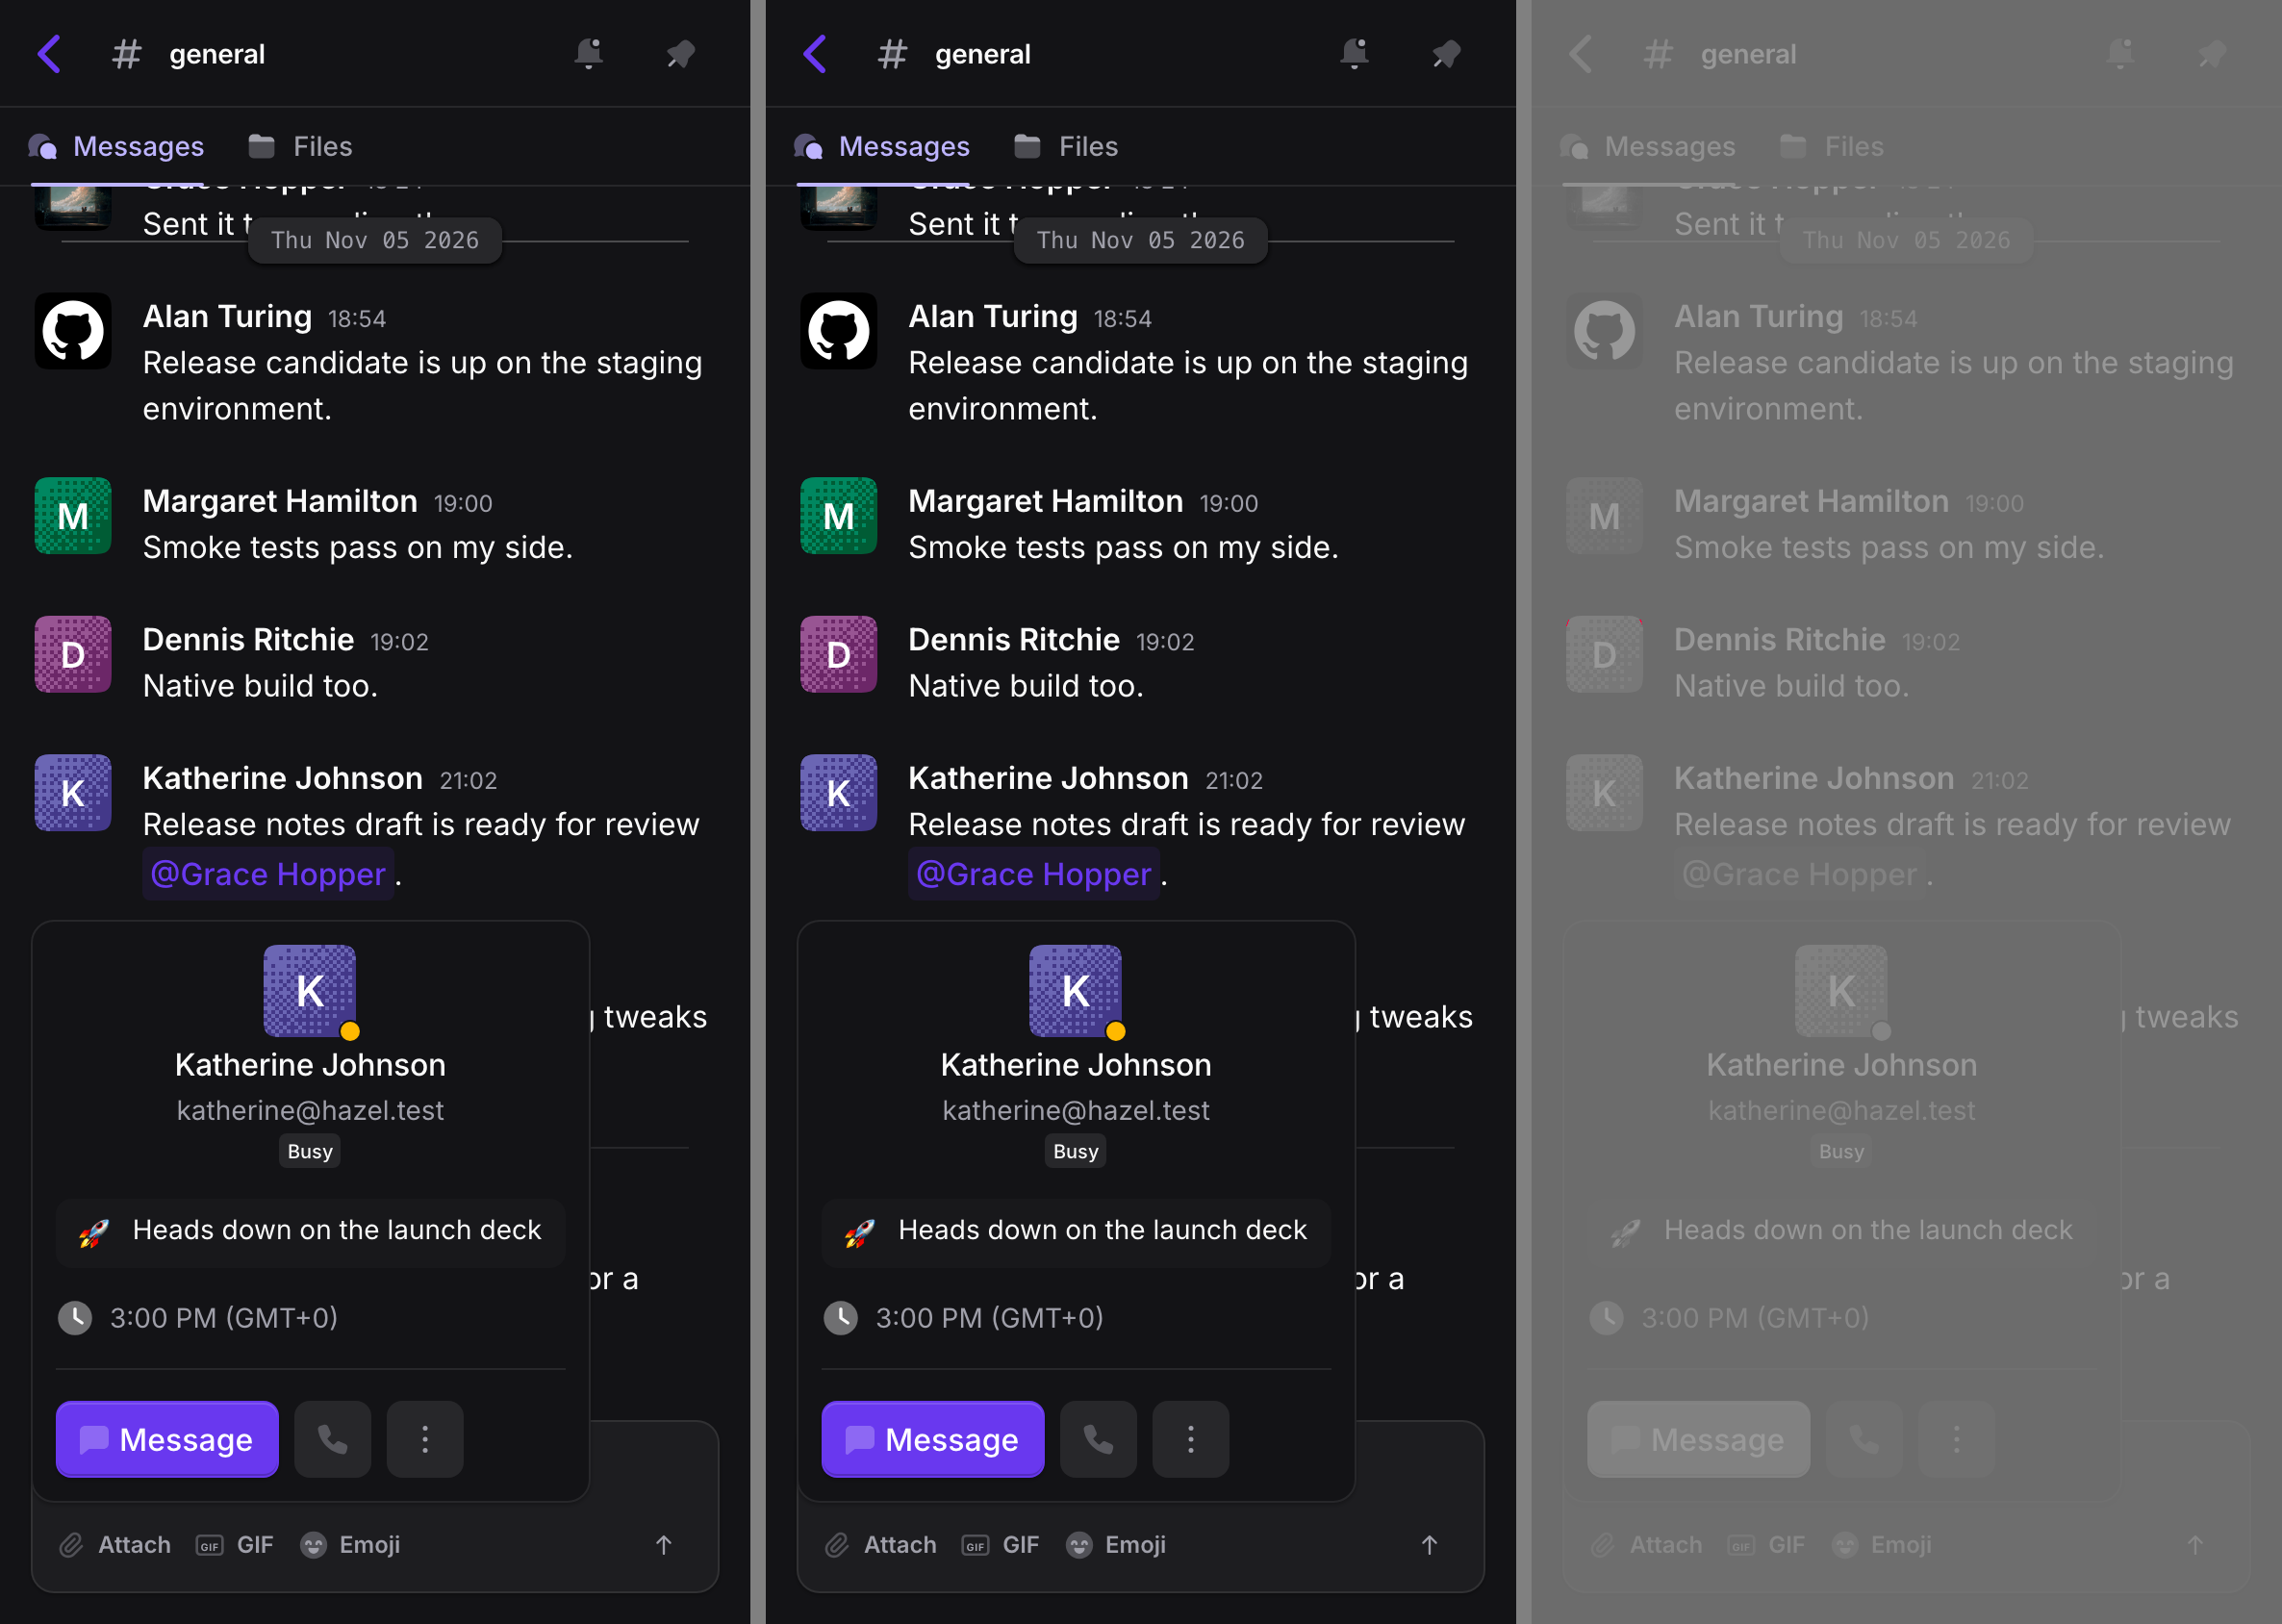 general
Messages Files
Sent it
Thu Nov 05 2026
Alan Turing 18:54
Release candidate is up on the staging
environment.
M
Margaret Hamilton 19:00
Smoke tests pass on my side.
D
Dennis Ritchie 19:02
Native build too.
K
Katherine Johnson 21:02
Release notes draft is ready for review
@Grace Hopper .
K
tweaks
Katherine Johnson
katherine@hazel.test
Busy
Heads down on the launch deck
or a
3:00 PM (GMT+0)
Message
Attach GIF GIF Emoji
general
Messages Files
Sent it
Thu Nov 05 2026
Alan Turing 18:54
Release candidate is up on the staging
environment.
M
Margaret Hamilton 19:00
Smoke tests pass on my side.
D
Dennis Ritchie 19:02
Native build too.
K
Katherine Johnson 21:02
Release notes draft is ready for review
@Grace Hopper .
K
tweaks
Katherine Johnson
katherine@hazel.test
Busy
Heads down on the launch deck
or a
3:00 PM (GMT+0)
Message
Attach GIF GIF Emoji
general
Messages Files
Sent it
Thu Nov 05 2026
Alan Turing 18:54
Release candidate is up on the staging
environment.
M
Margaret Hamilton 19:00
Smoke tests pass on my side.
D
Dennis Ritchie 19:02
Native build too.
K
Katherine Johnson 21:02
Release notes draft is ready for review
@Grace Hopper .
K
tweaks
Katherine Johnson
katherine@hazel.test
Busy
Heads down on the launch deck
or a
3:00 PM (GMT+0)
Message
Attach GIF GIF Emoji